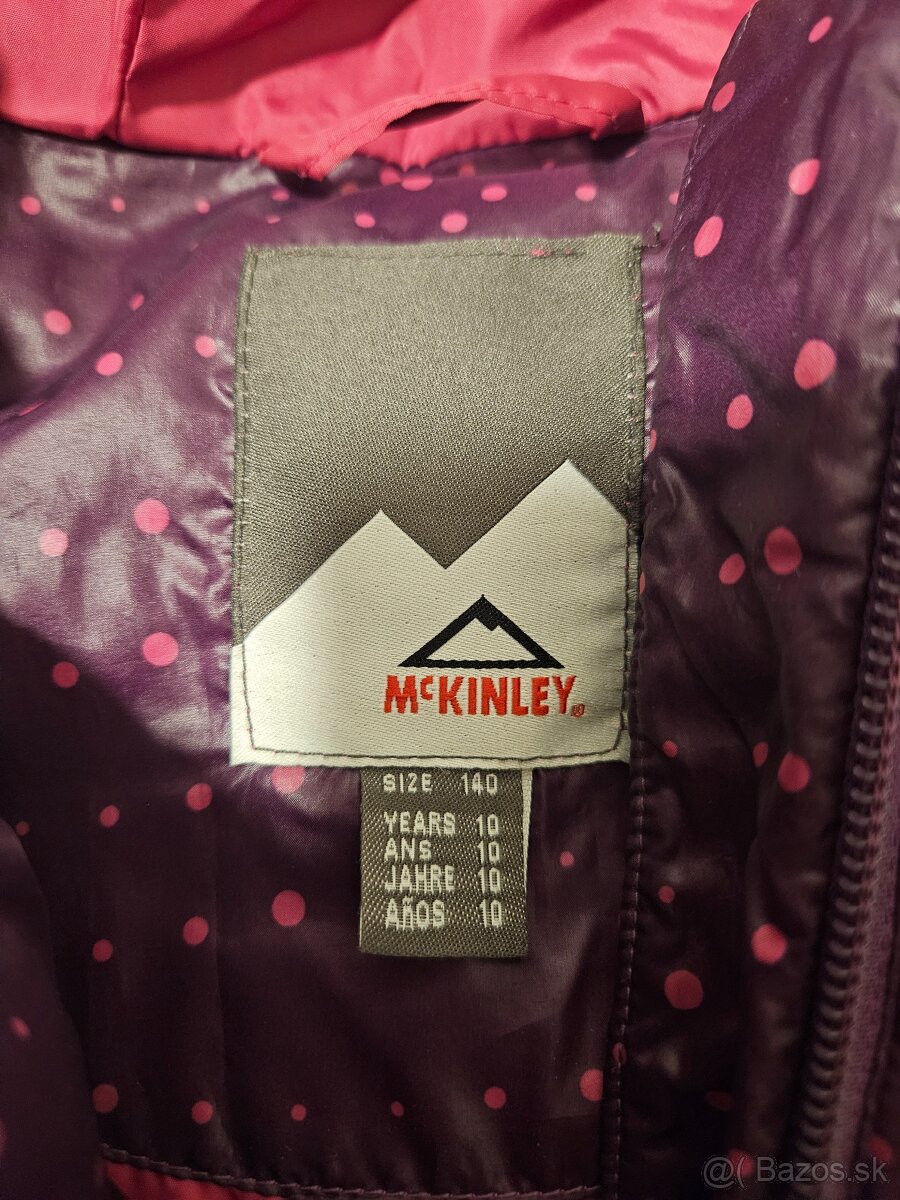 McKINLEY®
SIZE 140
YEARS 10
ANS 10
JAHRE 10
AÑOS 10
@( Bazos.sk